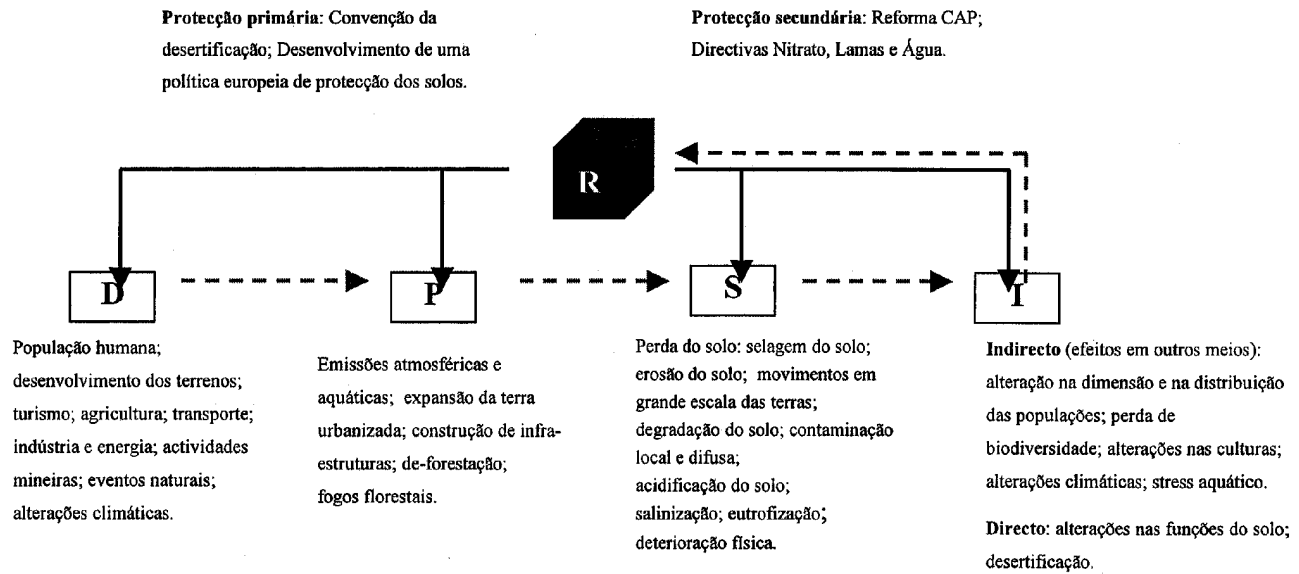 Protecção primária: Convenção da
desertificação; Desenvolvimento de uma
política europeia de protecção dos solos.
Protecção secundária: Reforma CAP;
Directivas Nitrato, Lamas e Água.
R
D
P
S
I
População humana;
desenvolvimento dos terrenos;
turismo; agricultura; transporte;
indústria e energia; actividades
mineiras; eventos naturais;
alterações climáticas.
Emissões atmosféricas e
aquáticas; expansão da terra
urbanizada; construção de infra-
estruturas; de-forestação;
fogos florestais.
Perda do solo: selagem do solo;
erosão do solo; movimentos em
grande escala das terras;
degradação do solo; contaminação
local e difusa;
acidificação do solo;
salinização; eutrofização;
deterioração física.
Indirecto (efeitos em outros meios):
alteração na dimensão e na distribuição
das populações; perda de
biodiversidade; alterações nas culturas;
alterações climáticas; stress aquático.
Directo: alterações nas funções do solo;
desertificação.